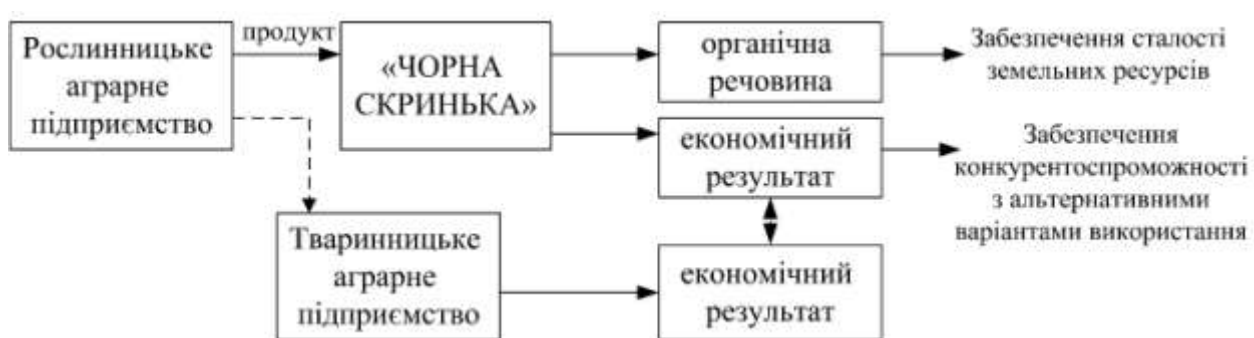 Рослинницьке
аграрне
підприємство
продукт
«ЧОРНА
СКРИНЬКА»
органічна
речовина
Забезпечення сталості
земельних ресурсів
економічний
результат
Забезпечення
конкурентоспроможності
з альтернативними
варіантами використання
Тваринницьке
аграрне
підприємство
економічний
результат